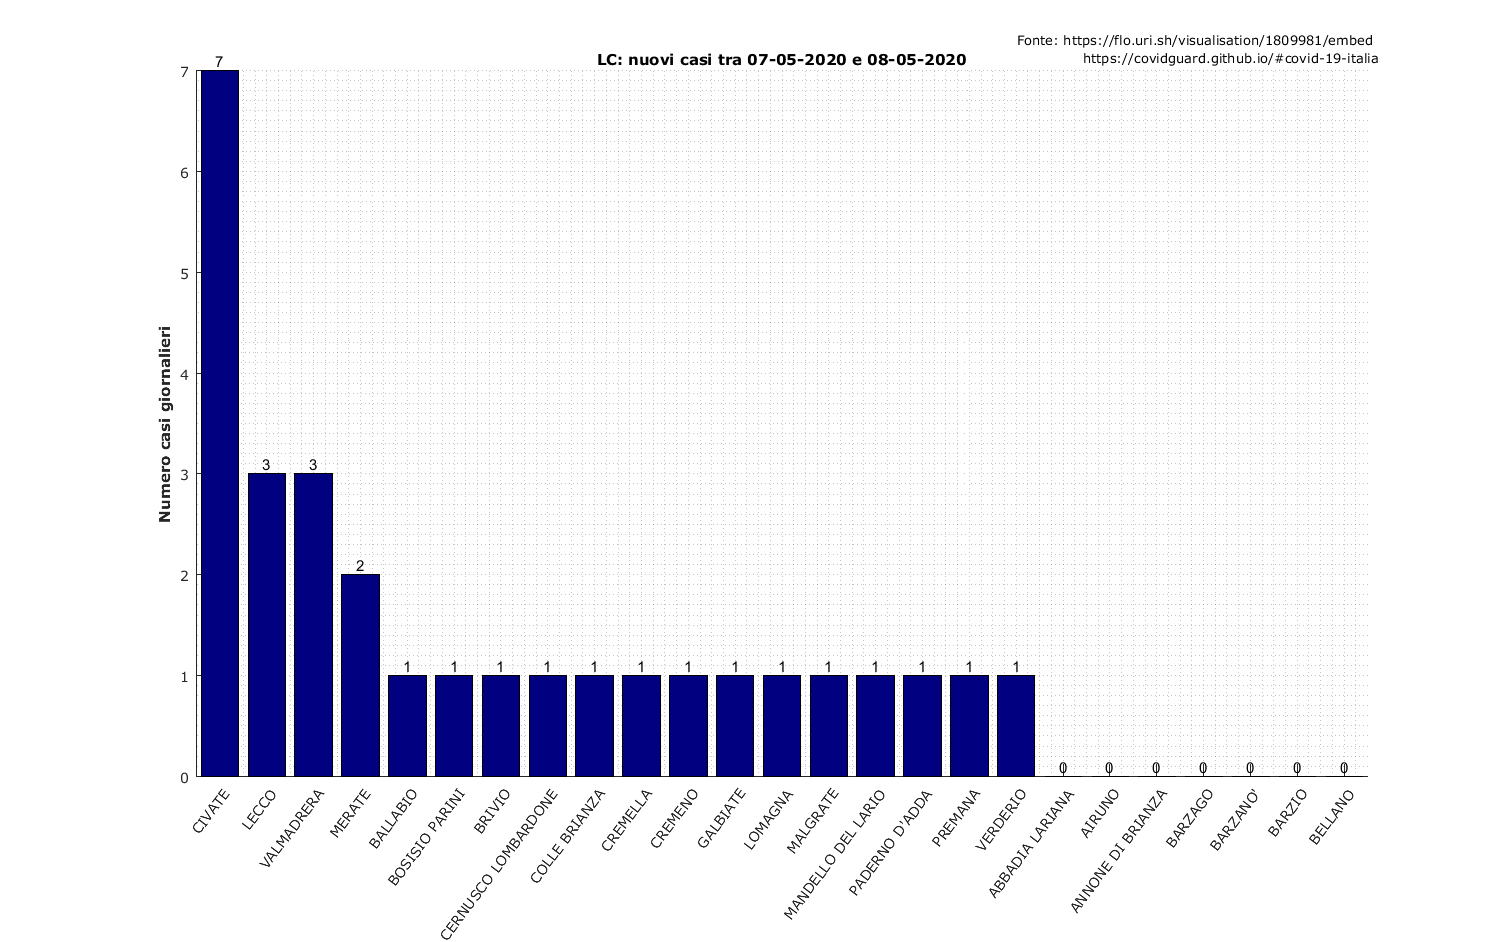 Fonte: https://flo.uri.sh/visualisation/1809981/embed
https://covidguard.github.io/#covid-19-italia
LC: nuovi casi tra 07-05-2020 e 08-05-2020
Numero casi giornalieri
7
6
5
4
3
2
1
0
7
3
3
2
1
1
1
1
1
1
1
1
1
1
1
1
1
1
0
0
0
0
0
0
0
CIVATE
LECCO
VALMADRERA
MERATE
BALLABIO
BOSISIO PARINI
BRIVIO
CERNUSCO LOMBARDONE
COLLE BRIANZA
CREMELLA
CREMENO
GALBIATE
LOMAGNA
MALGRATE
MANDELLO DEL LARIO
PADERNO D'ADDA
PREMANA
VERDERIO
ABBADIA LARIANA
AIRUNO
ANNONE DI BRIANZA
BARZAGO
BARZANO'
BARZIO
BELLANO